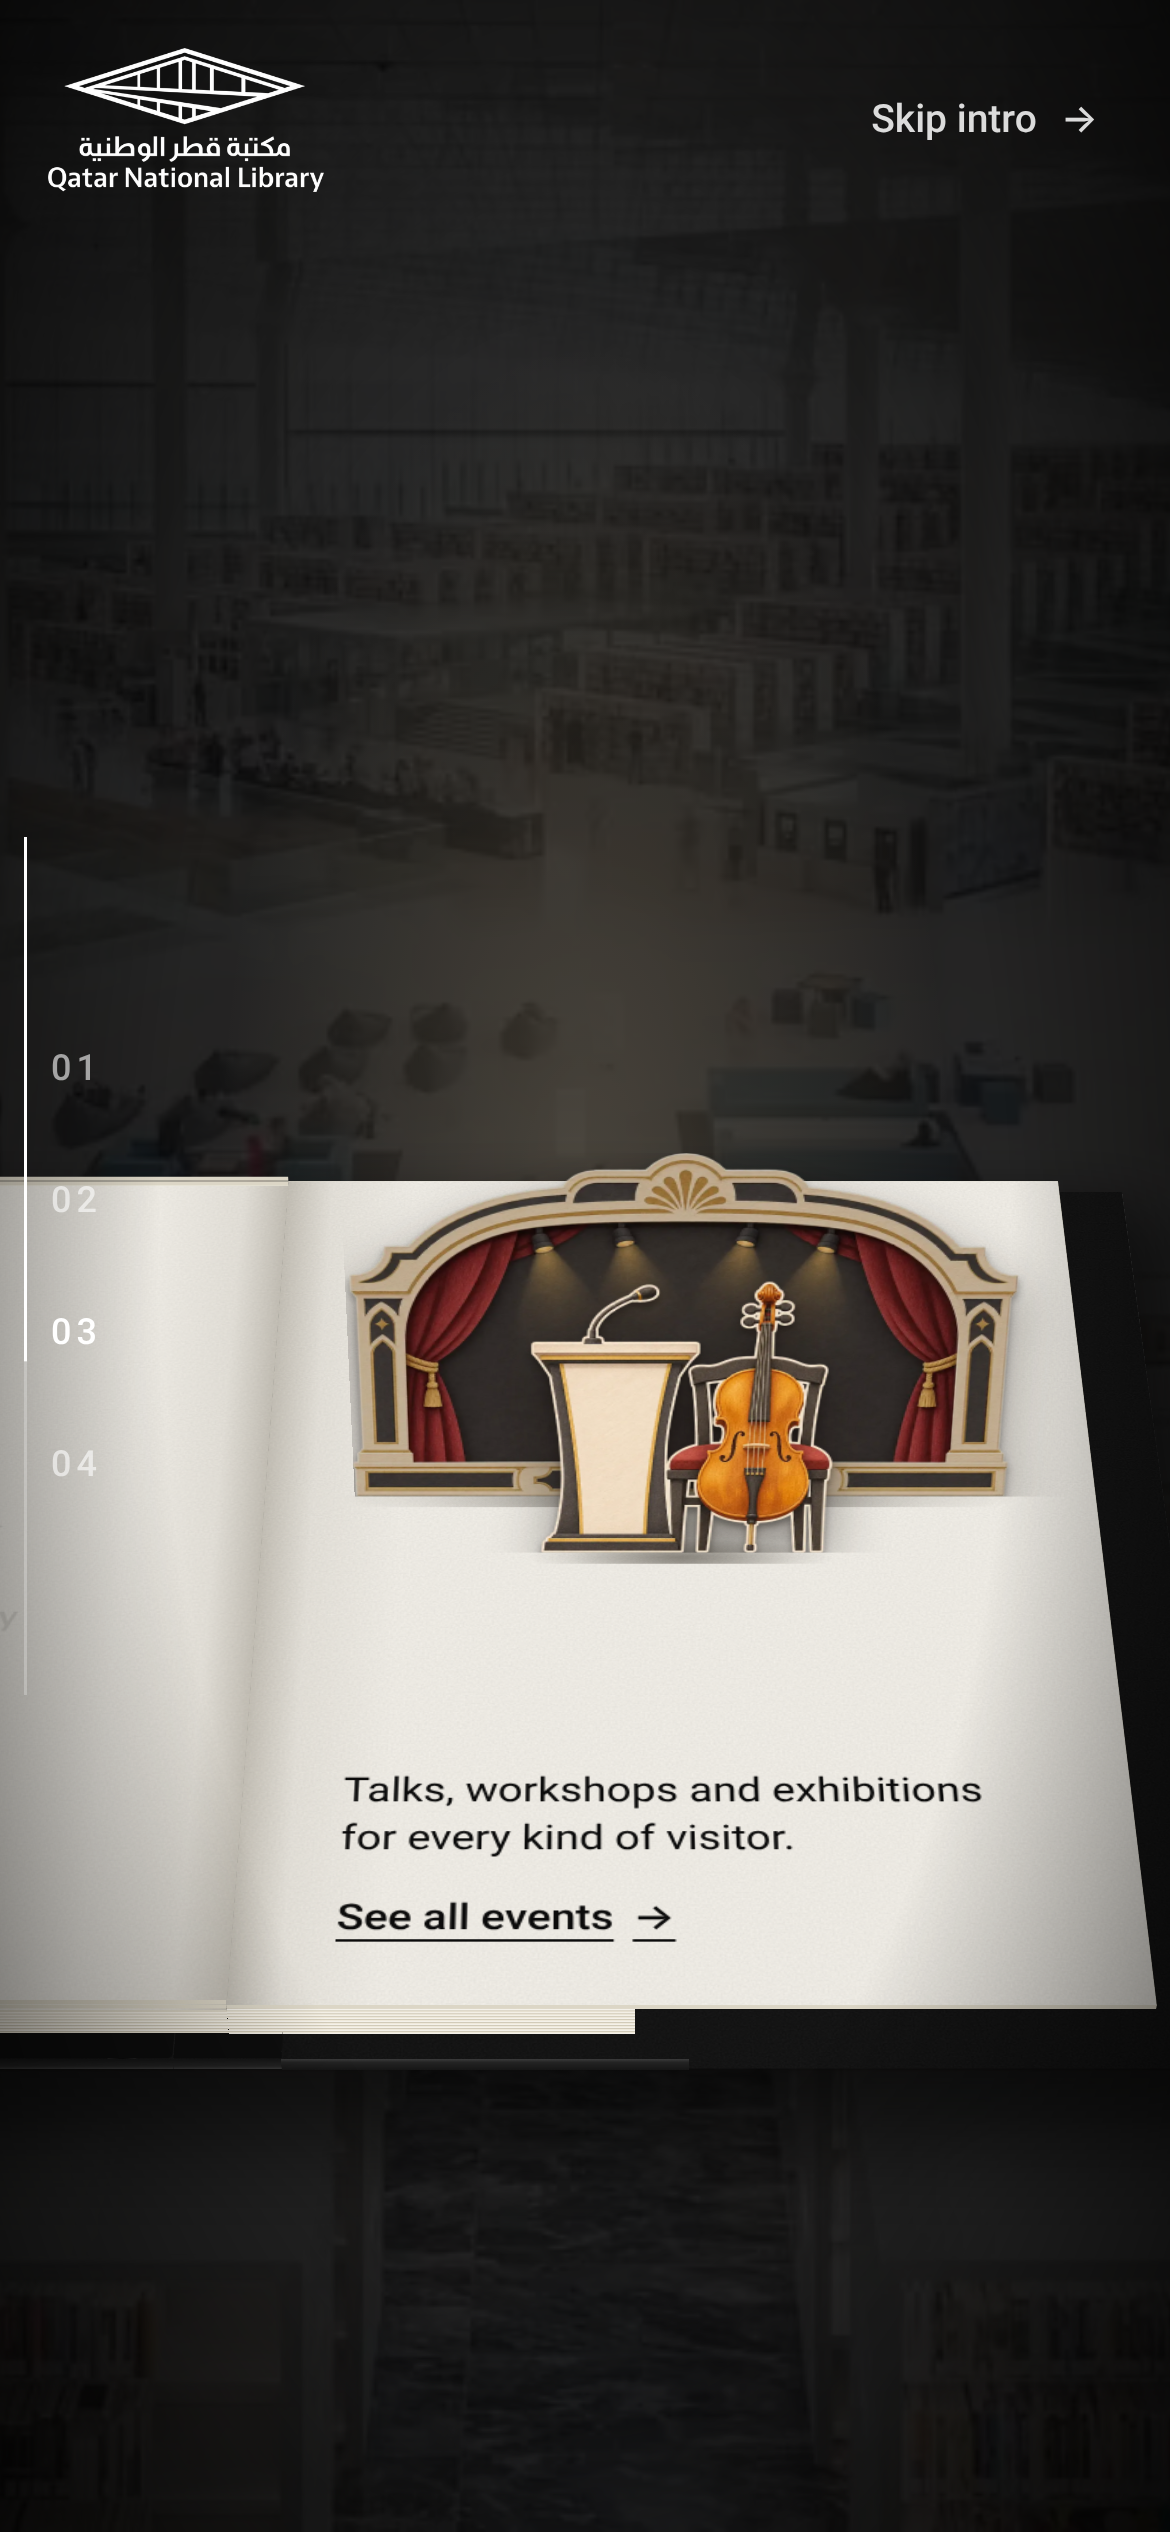 مكتبة قطر الوطنية
Qatar National Library
Skip intro →
01
02
03
04
Talks, workshops and exhibitions
for every kind of visitor.
See all events →